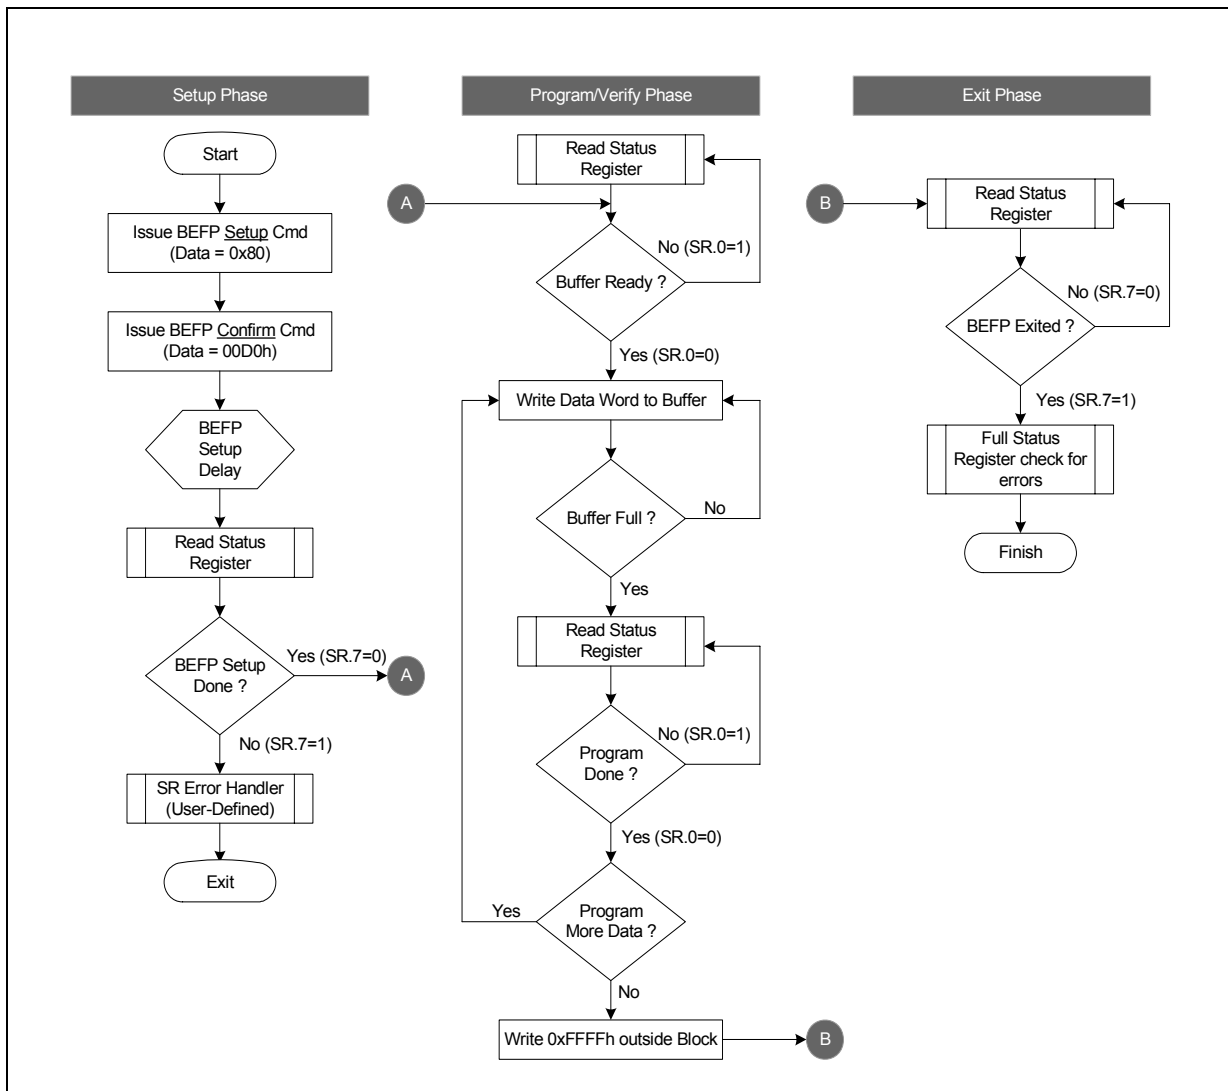 Setup Phase
Start
Issue BEFP Setup Cmd
(Data = 0x80)
Issue BEFP Confirm Cmd
(Data = 00D0h)
BEFP
Setup
Delay
Read Status
Register
BEFP Setup
Done ?
Yes (SR.7=0)
A
No (SR.7=1)
SR Error Handler
(User-Defined)
Exit
Program/Verify Phase
Read Status
Register
A
No (SR.0=1)
Buffer Ready ?
Yes (SR.0=0)
Write Data Word to Buffer
Buffer Full ?
No
Yes
Read Status
Register
No (SR.0=1)
Program
Done ?
Yes (SR.0=0)
Yes
Program
More Data ?
No
Write 0xFFFFh outside Block
B
Exit Phase
B
Read Status
Register
No (SR.7=0)
BEFP Exited ?
Yes (SR.7=1)
Full Status
Register check for
errors
Finish